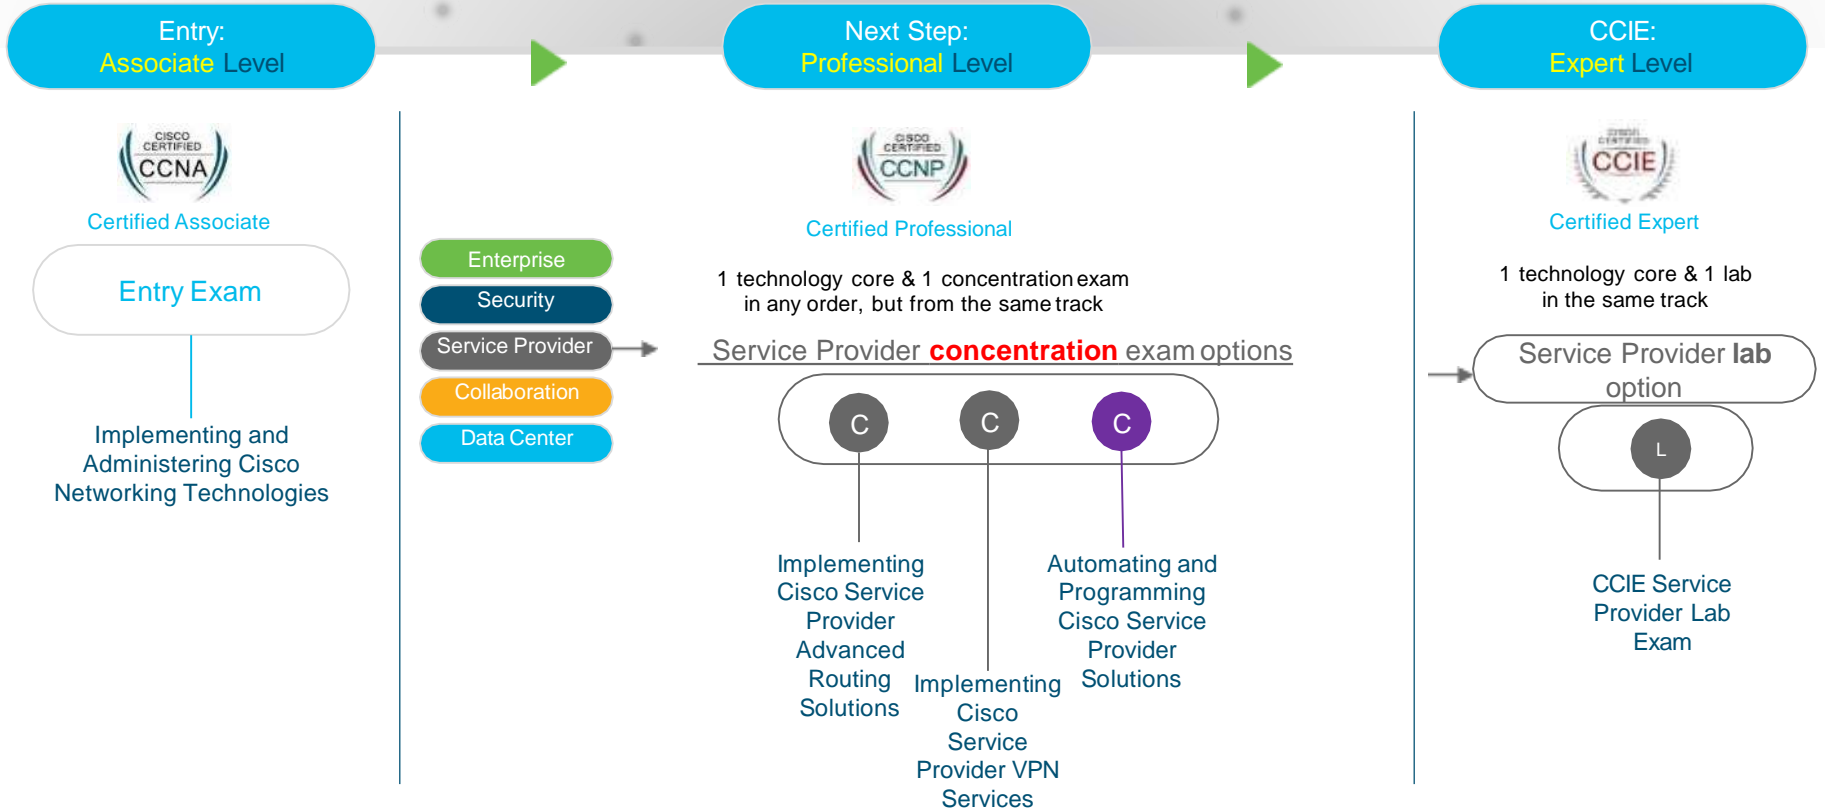 Entry:
Associate Level
Next Step:
Professional Level
CCIE:
Expert Level
CISCO
CERTIFIED
CCNA
Certified Associate
Entry Exam
Implementing and
Administering Cisco
Networking Technologies
Enterprise
Security
Service Provider
Collaboration
Data Center
CISCO
CERTIFIED
CCNP
Certified Professional
1 technology core & 1 concentration exam
in any order, but from the same track
Service Provider concentration exam options
C
C
C
Implementing
Cisco Service
Provider
Advanced
Routing
Solutions
Implementing
Cisco
Service
Provider VPN
Services
Automating and
Programming
Cisco Service
Provider
Solutions
CISCO
CERTIFIED
CCIE
Certified Expert
1 technology core & 1 lab
in the same track
Service Provider lab
option
L
CCIE Service
Provider Lab
Exam